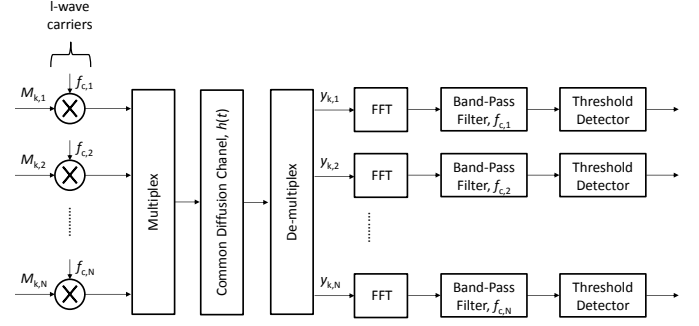 I-wave
carriers
M k,1
f c,1
M k,2
f c,2
M k,N
f c,N
Multiplex
Common Diffusion Chanel, h(t)
De-multiplex
y k,1
FFT
Band-Pass
Filter, f c,1
Threshold
Detector
y k,2
FFT
Band-Pass
Filter, f c,2
Threshold
Detector
y k,N
FFT
Band-Pass
Filter, f c,N
Threshold
Detector